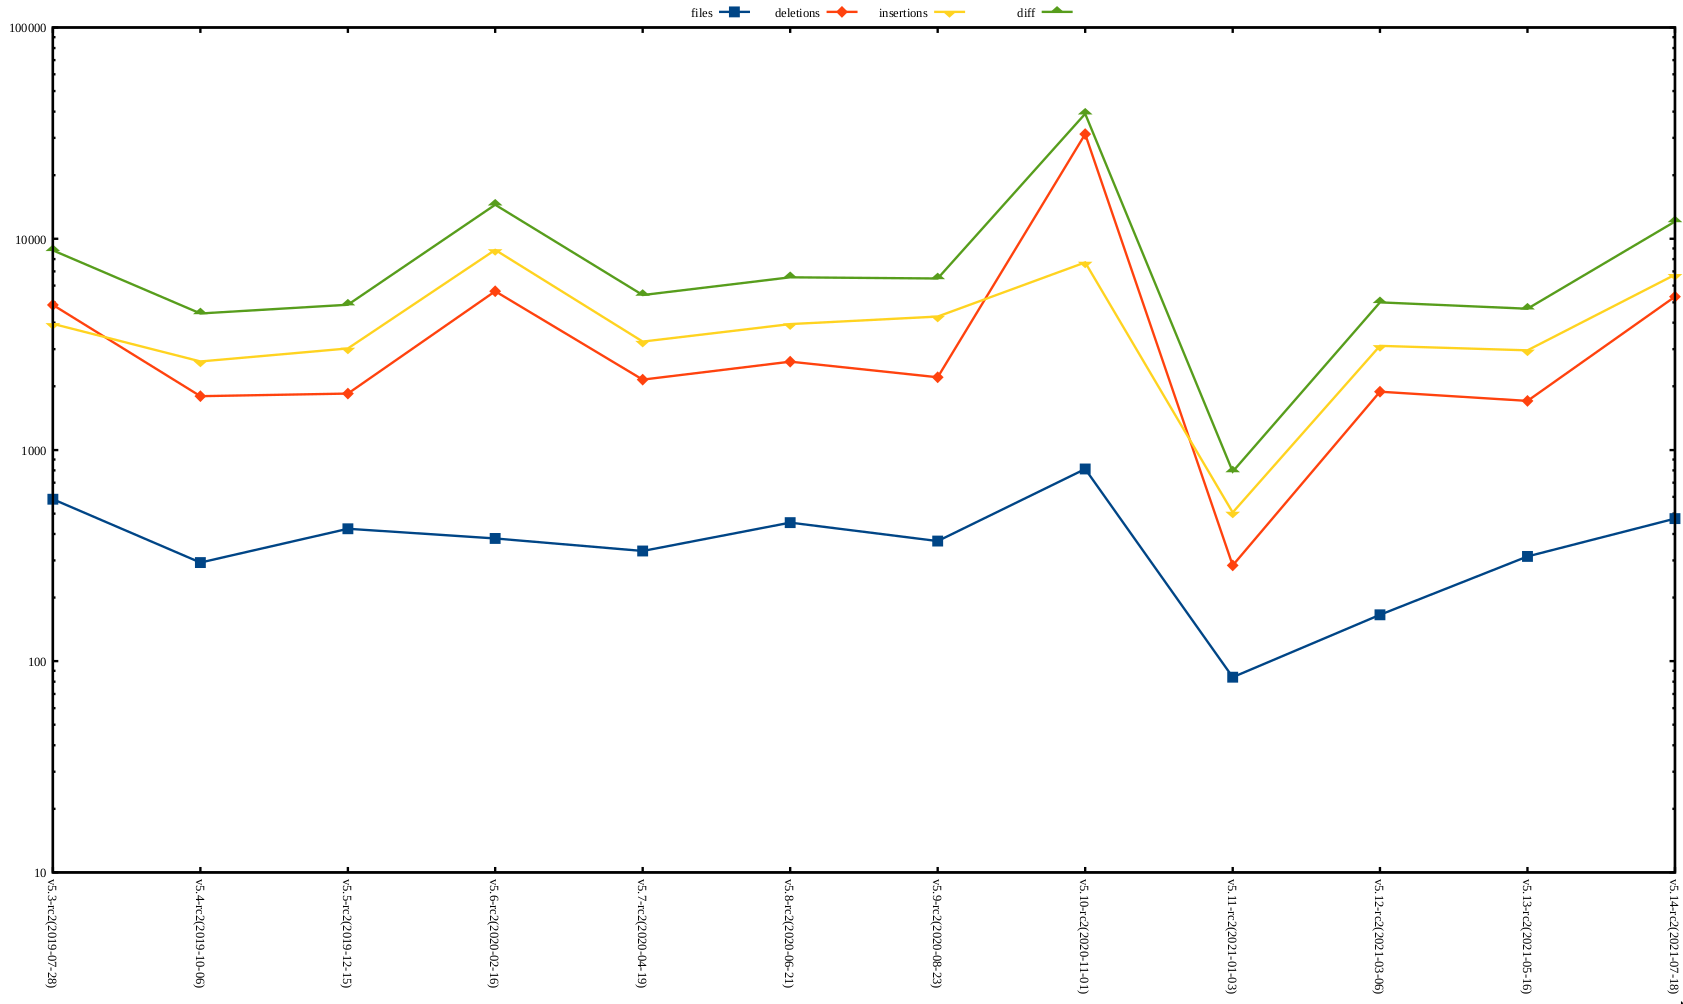 files deletions insertions diff
100000
10000
1000
100
10
v5.3-rc2(2019-07-28)
v5.4-rc2(2019-10-06)
v5.5-rc2(2019-12-15)
v5.6-rc2(2020-02-16)
v5.7-rc2(2020-04-19)
v5.8-rc2(2020-06-21)
v5.9-rc2(2020-08-23)
v5.10-rc2(2020-11-01)
v5.11-rc2(2021-01-03)
v5.12-rc2(2021-03-06)
v5.13-rc2(2021-05-16)
v5.14-rc2(2021-07-18)